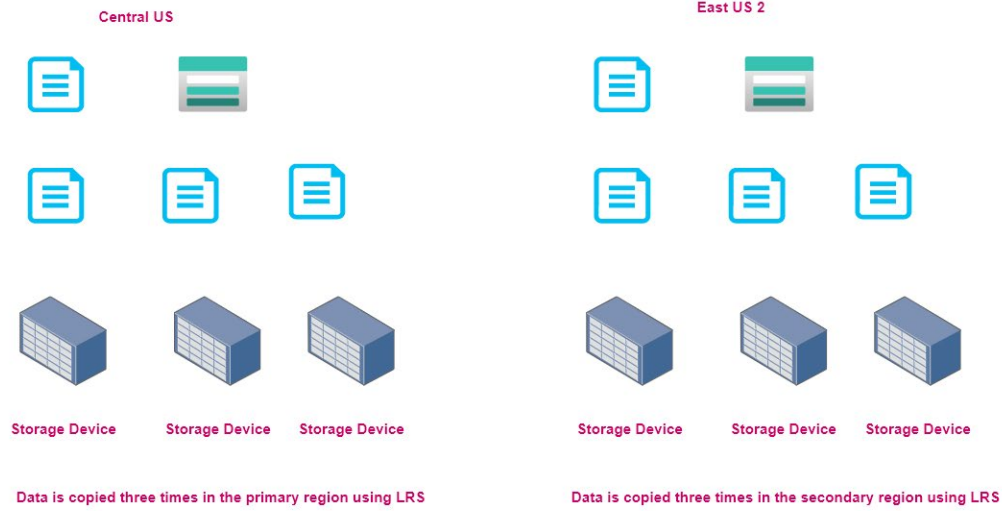 Central US
East US 2
Storage Device
Storage Device
Storage Device
Storage Device
Storage Device
Storage Device
Data is copied three times in the primary region using LRS
Data is copied three times in the secondary region using LRS